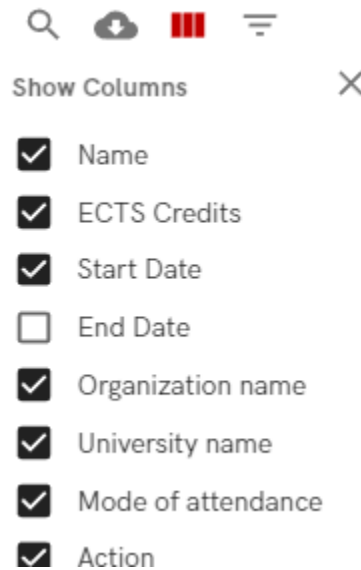 Show Columns
Name
ECTS Credits
Start Date
End Date
Organization name
University name
Mode of attendance
Action